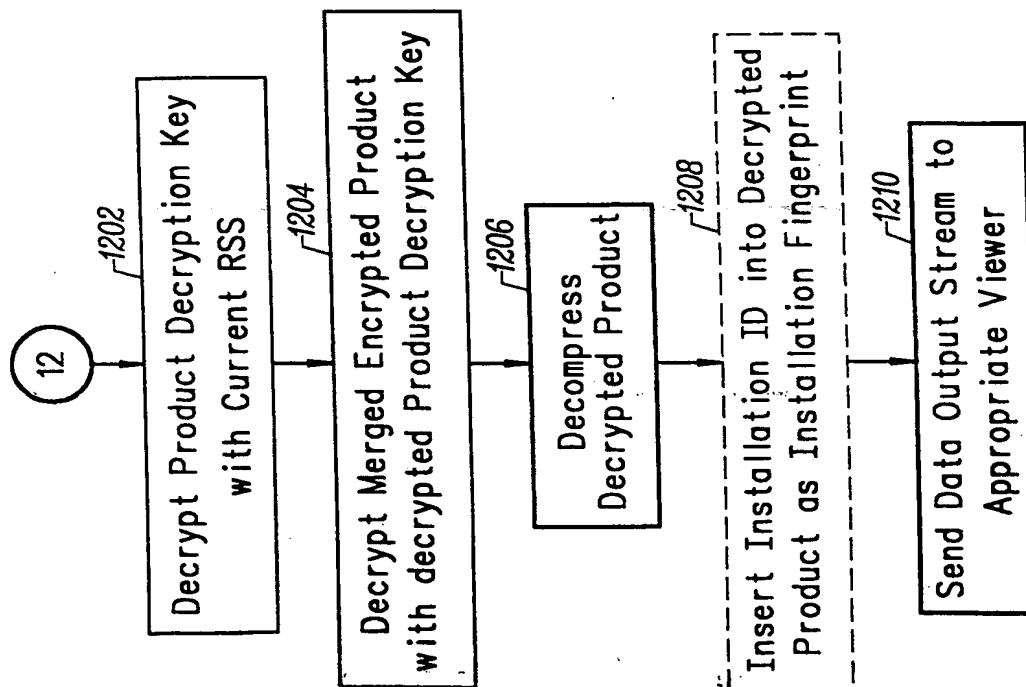 12
1202
Decrypt Product Decryption Key
with Current RSS
1204
Decrypt Merged Encrypted Product
with decrypted Product Decryption Key
1206
Decompress
Decrypted Product
1208
Insert Installation ID into Decrypted
Product as Installation Fingerprint
1210
Send Data Output Stream to
Appropriate Viewer